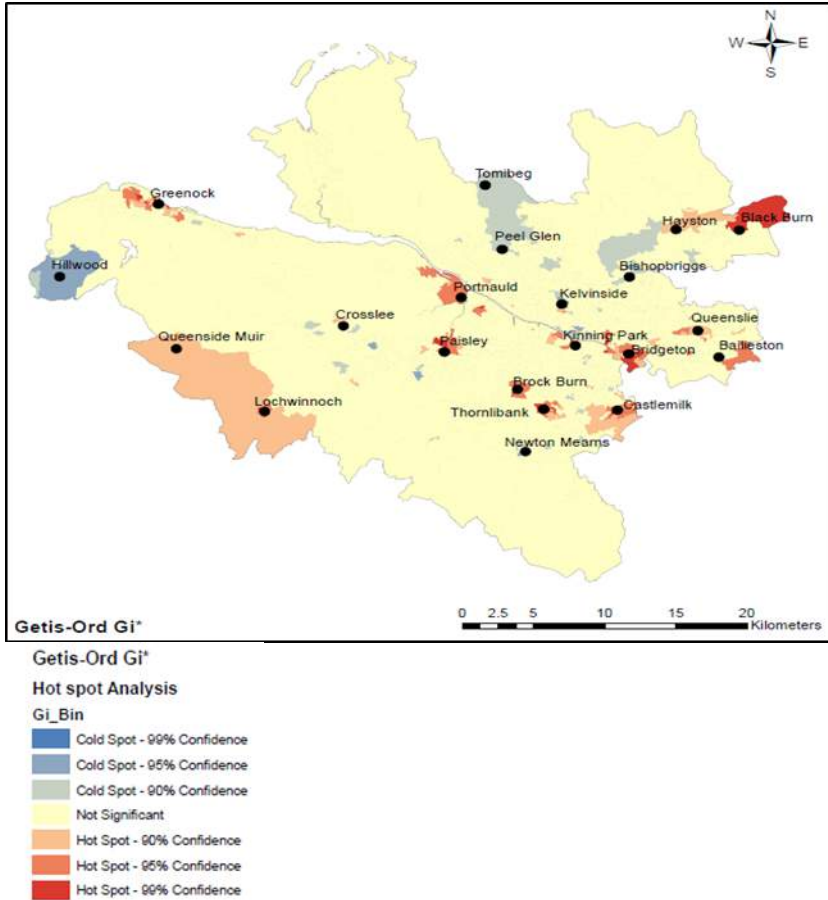 N
W E
S
Tomibeg
Greenock
Hayston Black Burn
Peel Glen
Hillwood Bishopbriggs
Portnauld
Kelvinside
Crosslee
Queenslie
Queenside Muir Kinning Park
Paisley Bridgeton Bailleston
Brock Burn
Lochwinnoch Thornlibank Castlemilk
Newton Mearns
0 2.5 5 10 15 20
Kilometers
Getis-Ord Gi*
Getis-Ord Gi*
Hot spot Analysis
Gi_Bin
Cold Spot - 99% Confidence
Cold Spot - 95% Confidence
Cold Spot - 90% Confidence
Not Significant
Hot Spot - 90% Confidence
Hot Spot - 95% Confidence
Hot Spot - 99% Confidence